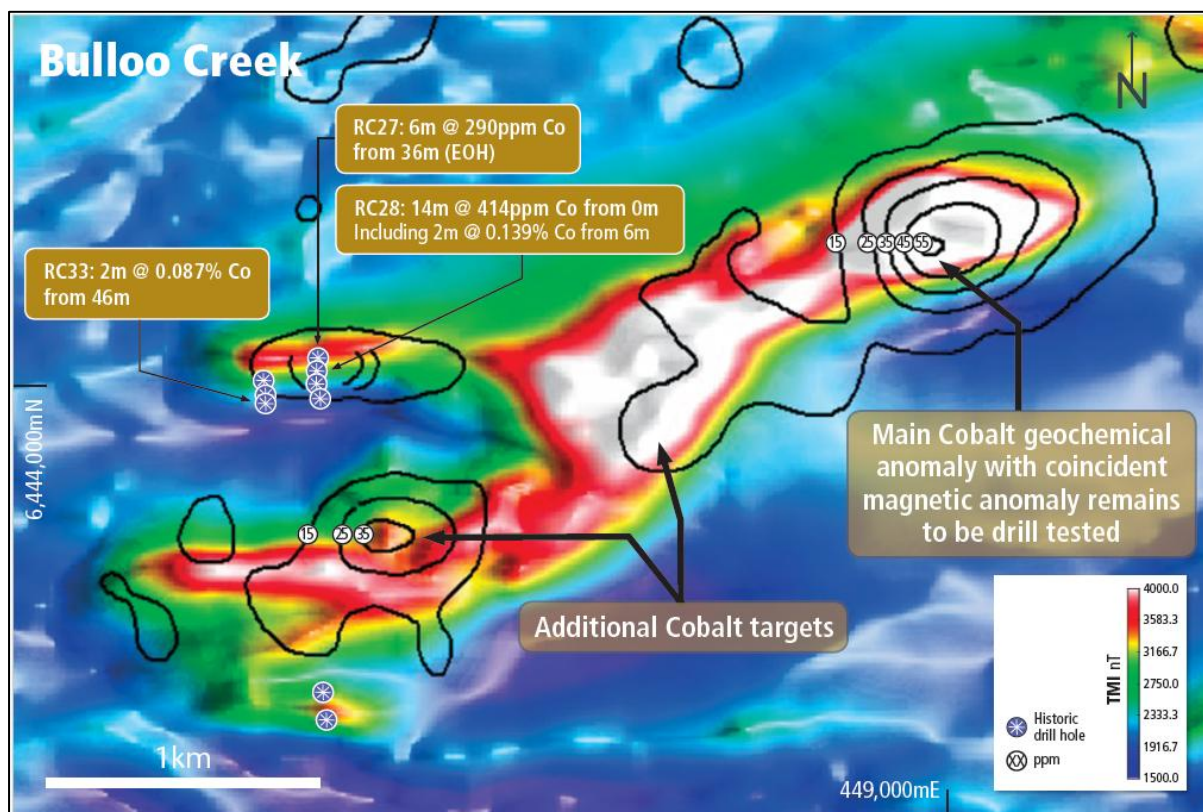 Bulloo Creek
N
RC27: 6m @ 290ppm Co
from 36m (EOH)
RC28: 14m @ 414ppm Co from 0m
Including 2m @ 0.139% Co from 6m
RC33: 2m @ 0.087% Co
from 46m
15 25 35 45 55
6,444,000mN
Main Cobalt geochemical
anomaly with coincident
magnetic anomaly remains
to be drill tested
15 25 35
Additional Cobalt targets
4000.0
3583.3
3166.7
2750.0
2333.3
1916.7
1500.0
TMI nT
Historic
drill hole
XX ppm
1km
449,000mE